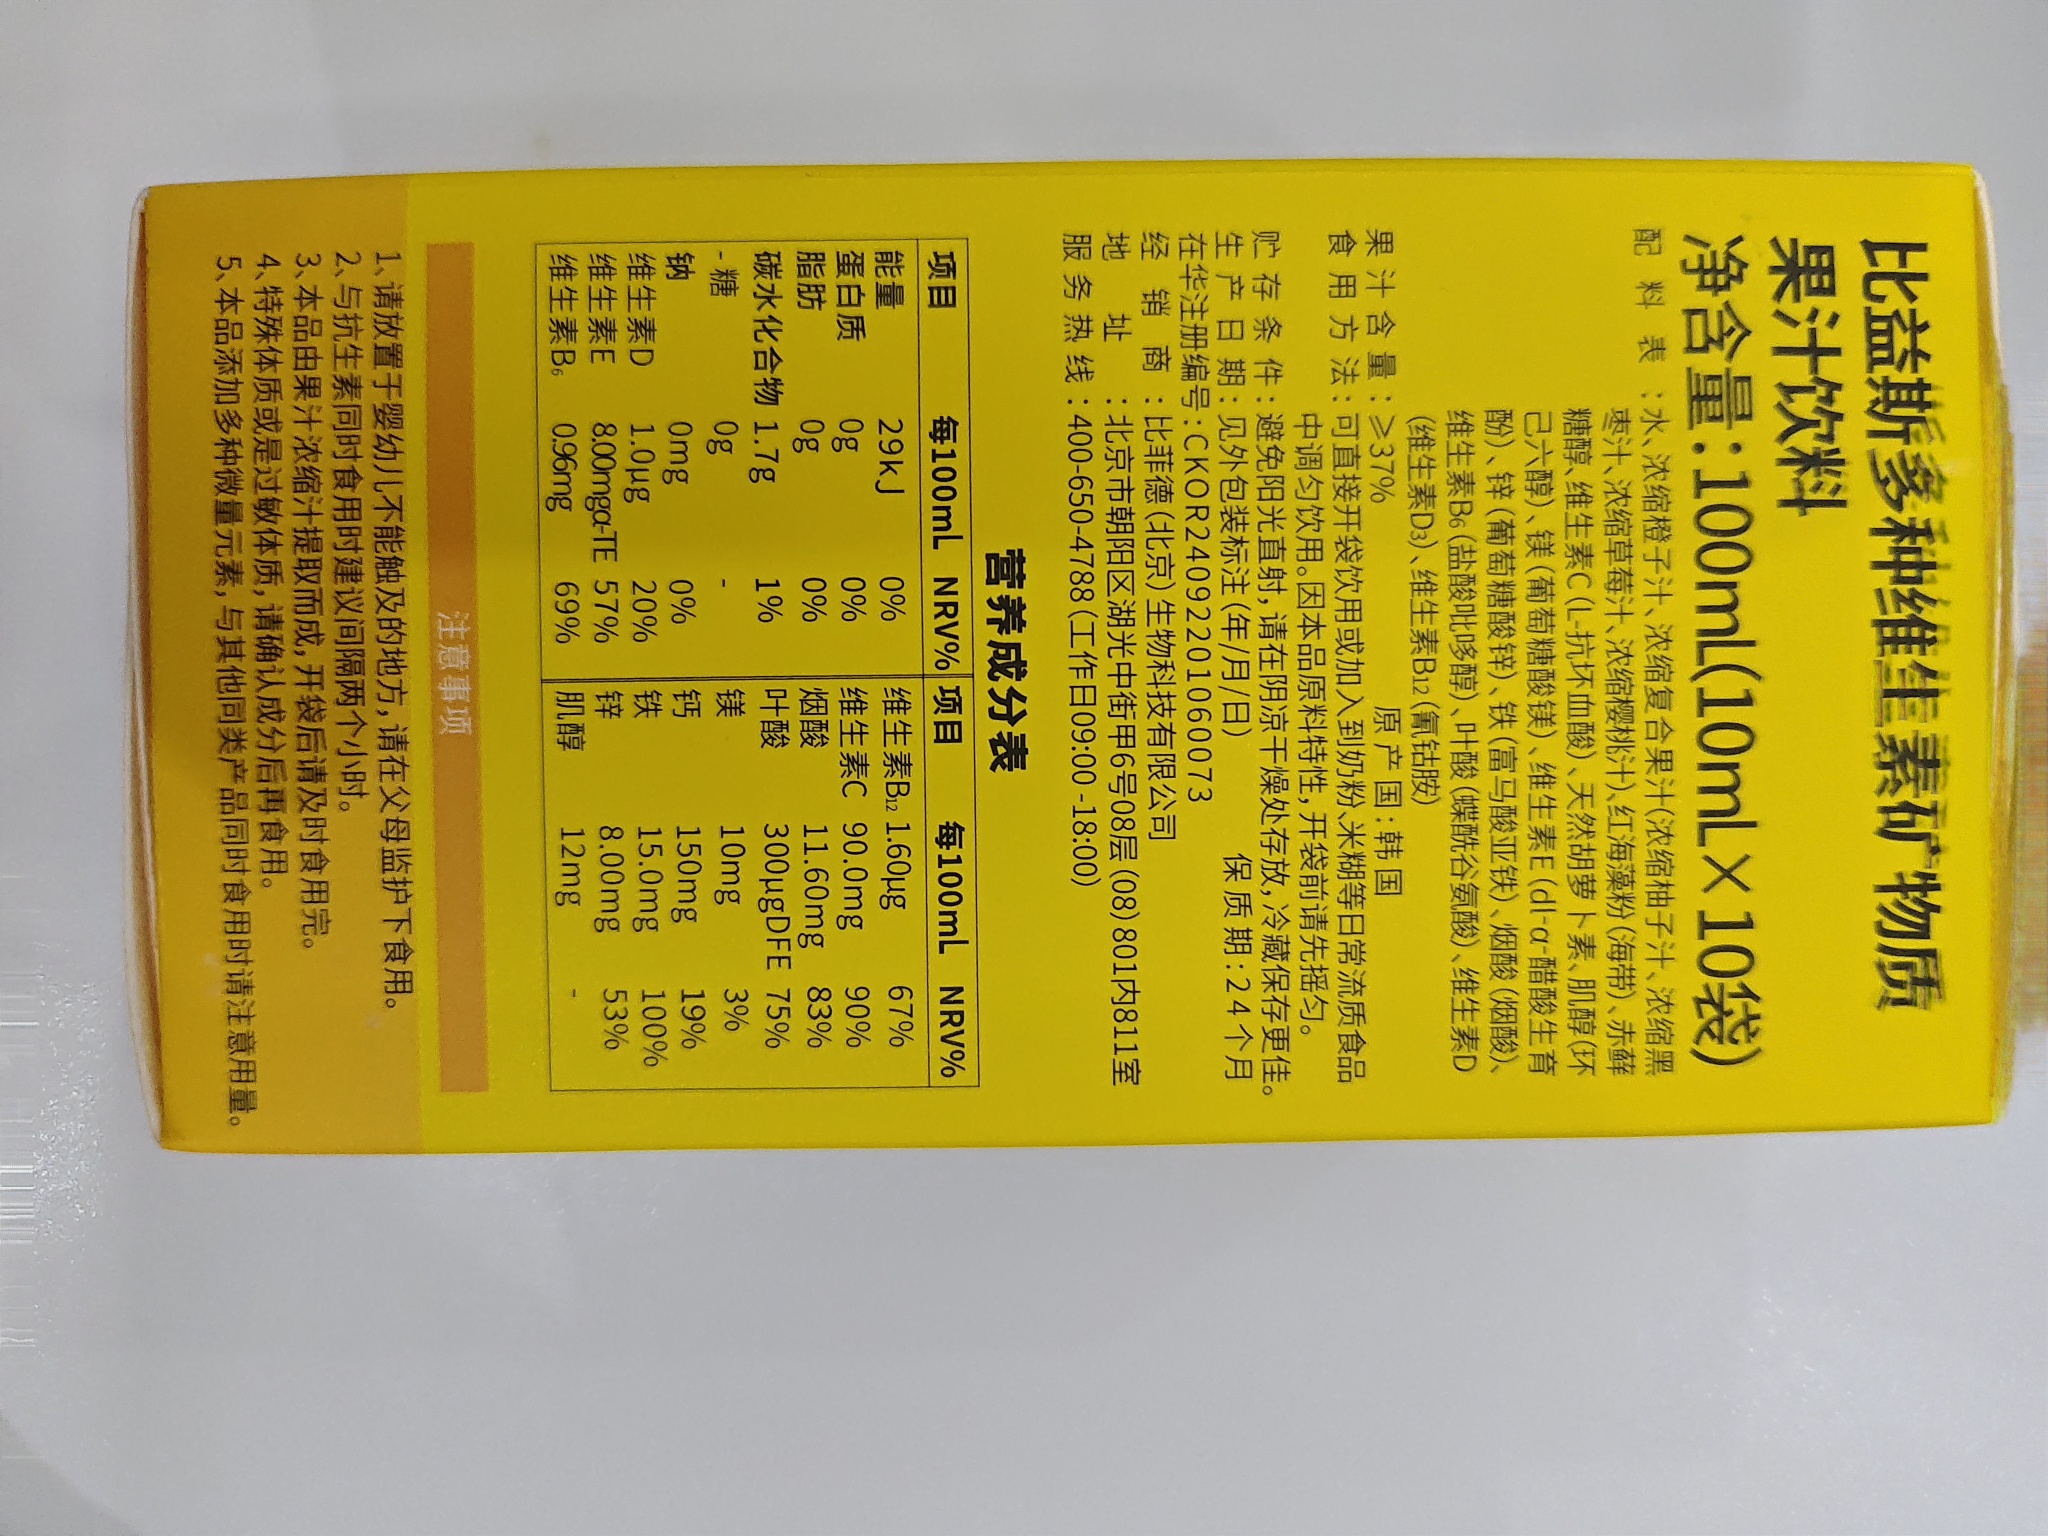 比益斯多种维生素矿物质
果汁饮料
净含量:100mL(10mL×10袋)
配料表:水、浓缩橙子汁、浓缩复合果汁(浓缩柚子汁、浓缩黑
枣汁、浓缩草莓汁、浓缩樱桃汁)、红海藻粉(海带)、赤藓
糖醇、维生素C(L-抗坏血酸)、天然胡萝卜素、肌醇(环
己六醇)、镁(葡萄糖酸镁)、维生素E(dl-α-醋酸生育
酚)、锌(葡萄糖酸锌)、铁(富马酸亚铁)、烟酸(烟酸)、
维生素B6(盐酸吡哆醇)、叶酸(蝶酰谷氨酸)、维生素D
(维生素D3)、维生素B12(氰钴胺)
果汁含量:≥37% 原产国:韩国
食用方法:可直接开袋饮用或加入到奶粉、米糊等日常流质食品
中调匀饮用。因本品原料特性,开袋前请先摇匀。
贮存条件:避免阳光直射,请在阴凉干燥处存放,冷藏保存更佳。
生产日期:见外包装标注(年/月/日) 保质期:24个月
在华注册编号:CKOR24092201060073
经销商:比菲德(北京)生物科技有限公司
地址:北京市朝阳区湖光中街甲6号08层(08)801内811室
服务热线:400-650-4788(工作日09:00-18:00)
营养成分表
项目 每100mL NRV% 项目 每100mL NRV%
能量 29kJ 0% 维生素B12 1.60μg 67%
蛋白质 0g 0% 维生素C 90.0mg 90%
脂肪 0g 0% 烟酸 11.60mg 83%
碳水化合物 1.7g 1% 叶酸 300μgDFE 75%
-糖 0g - 镁 10mg 3%
钠 0mg 0% 钙 150mg 19%
维生素D 1.0μg 20% 铁 15.0mg 100%
维生素E 8.00mgα-TE 57% 锌 8.00mg 53%
维生素B6 0.96mg 69% 肌醇 12mg -
注意事项
1、请放置于婴幼儿不能触及的地方,请在父母监护下食用。
2、与抗生素同时食用时建议间隔两个小时。
3、本品由果汁浓缩汁提取而成,开袋后请及时食用完。
4、特殊体质或是过敏体质,请确认成分后再食用。
5、本品添加多种微量元素,与其他同类产品同时食用时请注意用量。